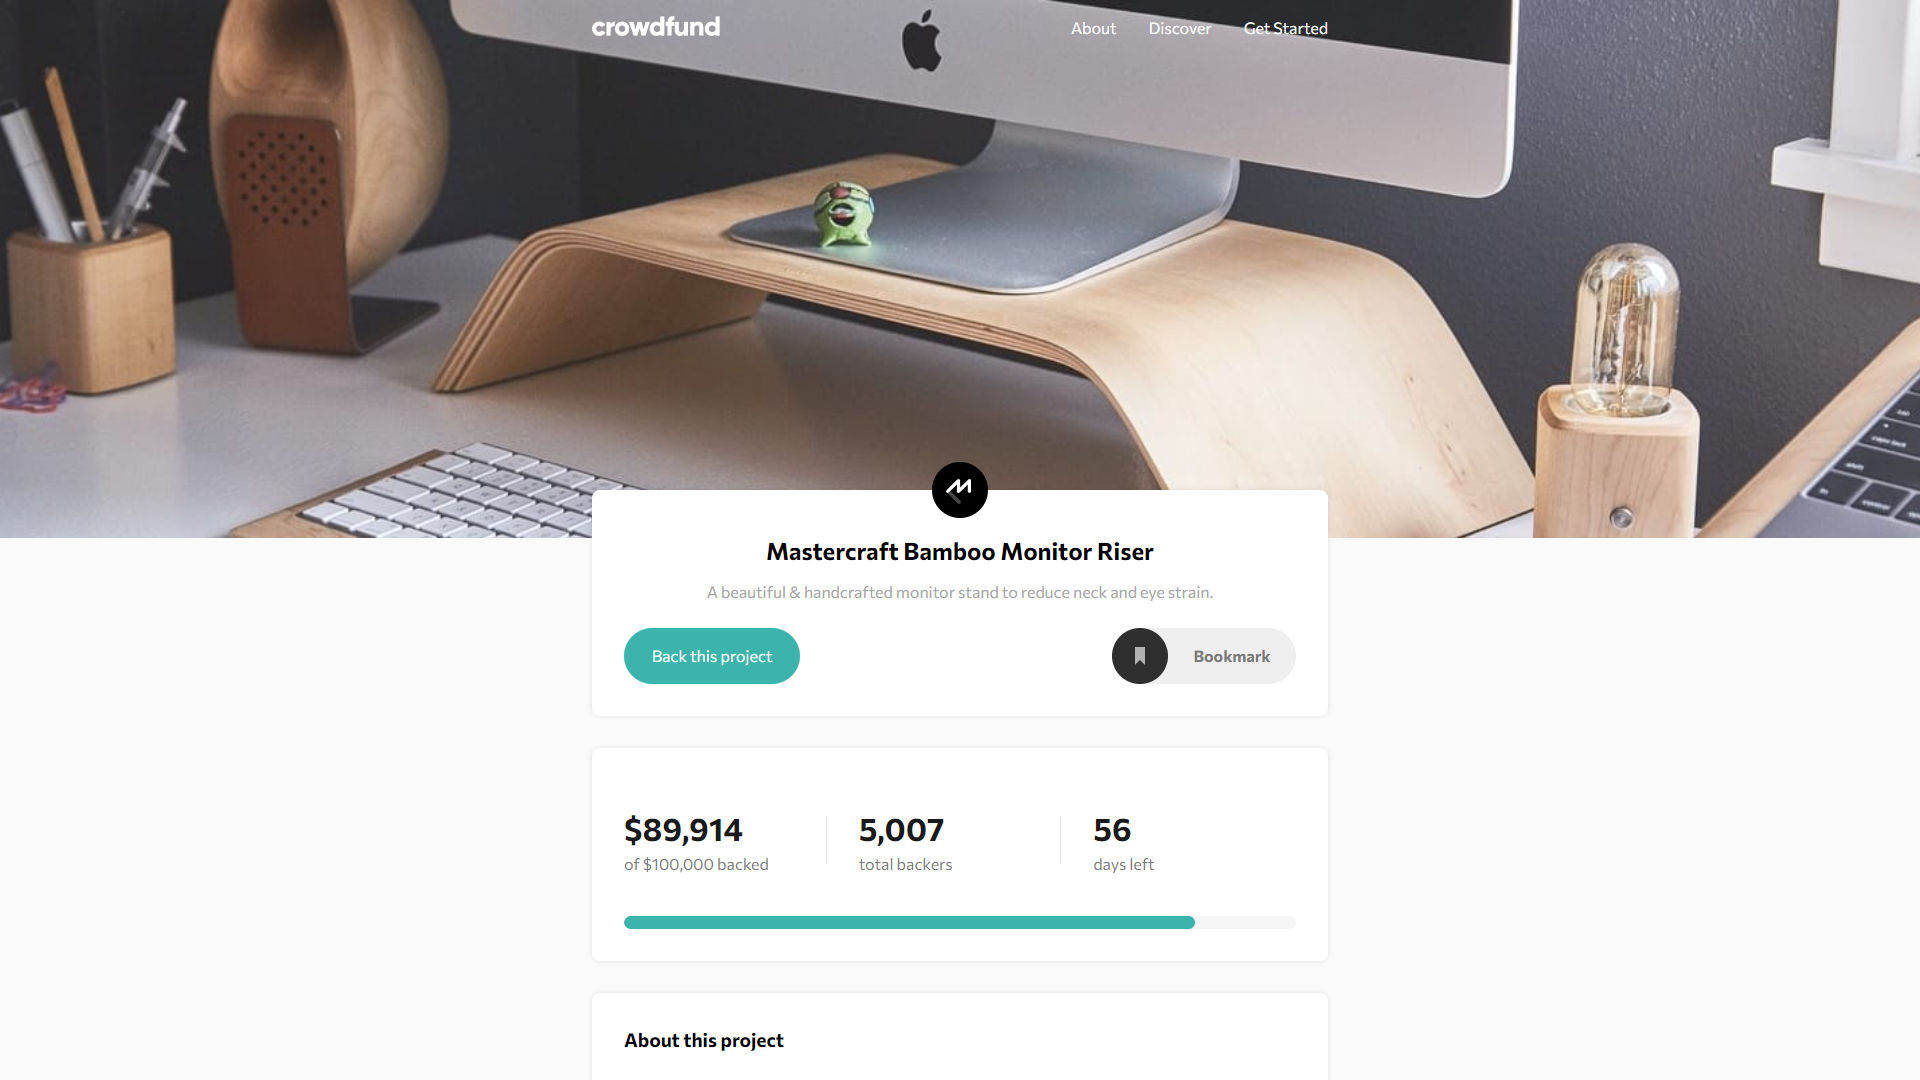 crowdfund
About
Discover
Get Started
Mastercraft Bamboo Monitor Riser
A beautiful & handcrafted monitor stand to reduce neck and eye strain.
Back this project
Bookmark
$89,914
of $100,000 backed
5,007
total backers
56
days left
About this project